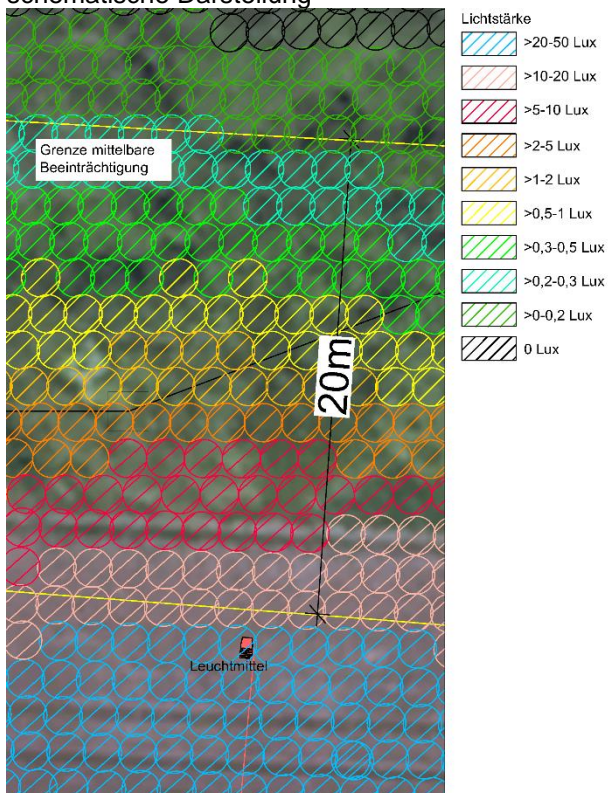 schematische Darstellung
Lichtstärke
>20-50 Lux
>10-20 Lux
>5-10 Lux
>2-5 Lux
>1-2 Lux
>0,5-1 Lux
>0,3-0,5 Lux
>0,2-0,3 Lux
>0-0,2 Lux
0 Lux
Grenze mittelbare
Beeinträchtigung
20m
Leuchtmittel